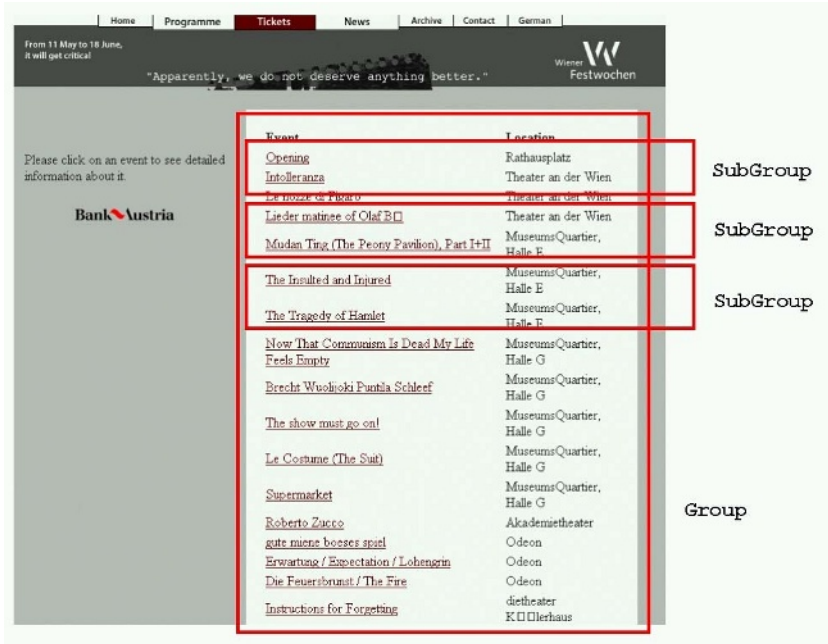 Home Programme Tickets News Archive Contact German
From 11 May to 18 June,
it will get critical
"Apparently, we do not deserve anything better."
Wiener
Festwochen
Please click on an event to see detailed
information about it.
Bank Austria
Event Location
Opening Rathausplatz
Intolleranza Theater an der Wien
Le nozze di Figaro Theater an der Wien
Lieder matinee of Olaf B□ Theater an der Wien
Mudan Ting (The Peony Pavilion), Part I+II MuseumsQuartier,
Halle E
The Insulted and Injured MuseumsQuartier,
Halle E
The Tragedy of Hamlet MuseumsQuartier,
Halle E
Now That Communism Is Dead My Life MuseumsQuartier,
Feels Empty Halle G
Brecht Wuolijoki Puntila Schleef MuseumsQuartier,
Halle G
The show must go on! MuseumsQuartier,
Halle G
Le Costume (The Suit) MuseumsQuartier,
Halle G
Supermarket MuseumsQuartier,
Halle G
Roberto Zucco Akademietheater
gute miene boeses spiel Odeon
Erwartung / Expectation / Lohengrin Odeon
Die Feuersbrunst / The Fire Odeon
Instructions for Forgetting dietheater
K□□lerhaus
SubGroup
SubGroup
SubGroup
Group